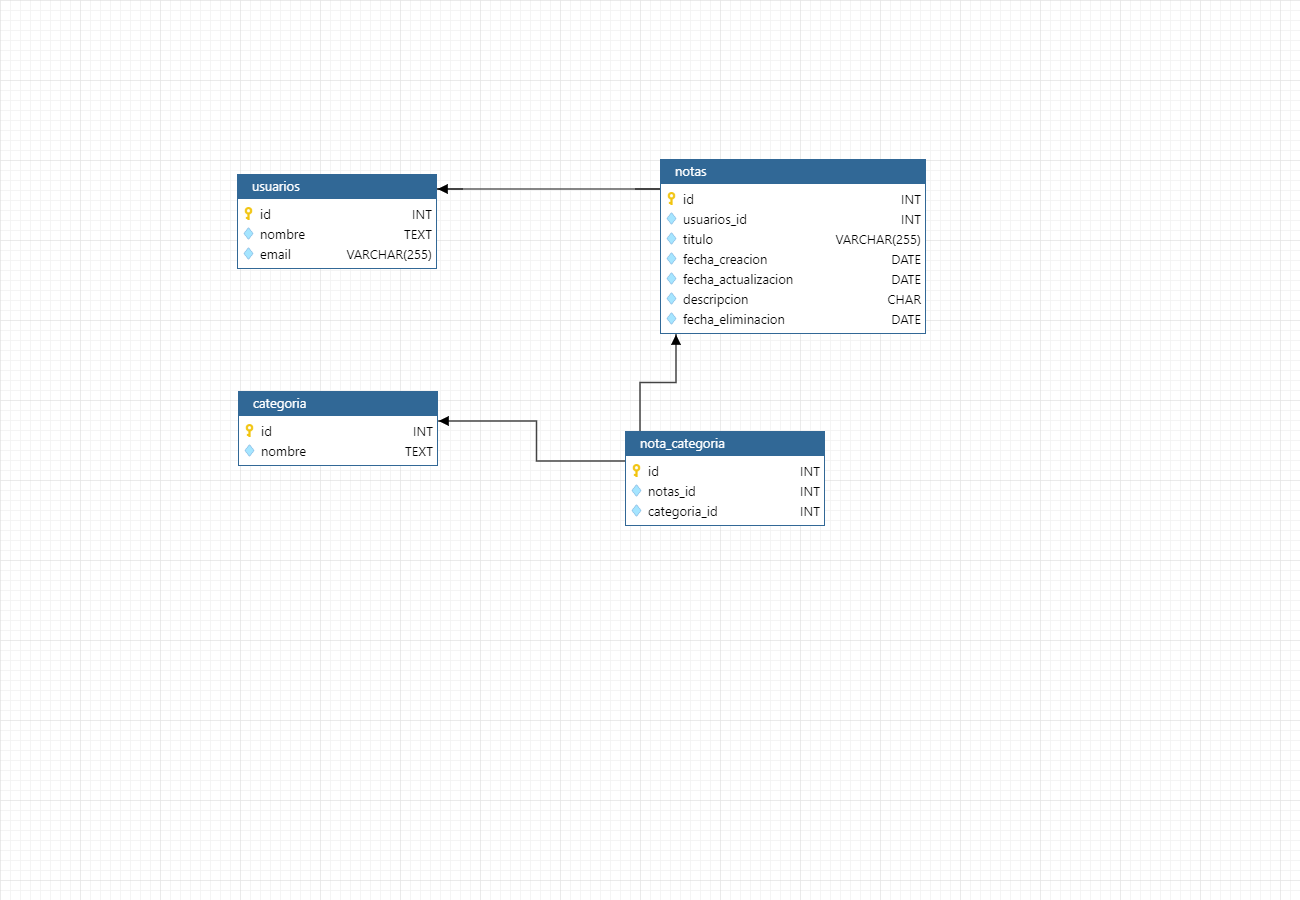 usuarios
id INT
nombre TEXT
email VARCHAR(255)
notas
id INT
usuarios_id INT
titulo VARCHAR(255)
fecha_creacion DATE
fecha_actualizacion DATE
descripcion CHAR
fecha_eliminacion DATE
categoria
id INT
nombre TEXT
nota_categoria
id INT
notas_id INT
categoria_id INT